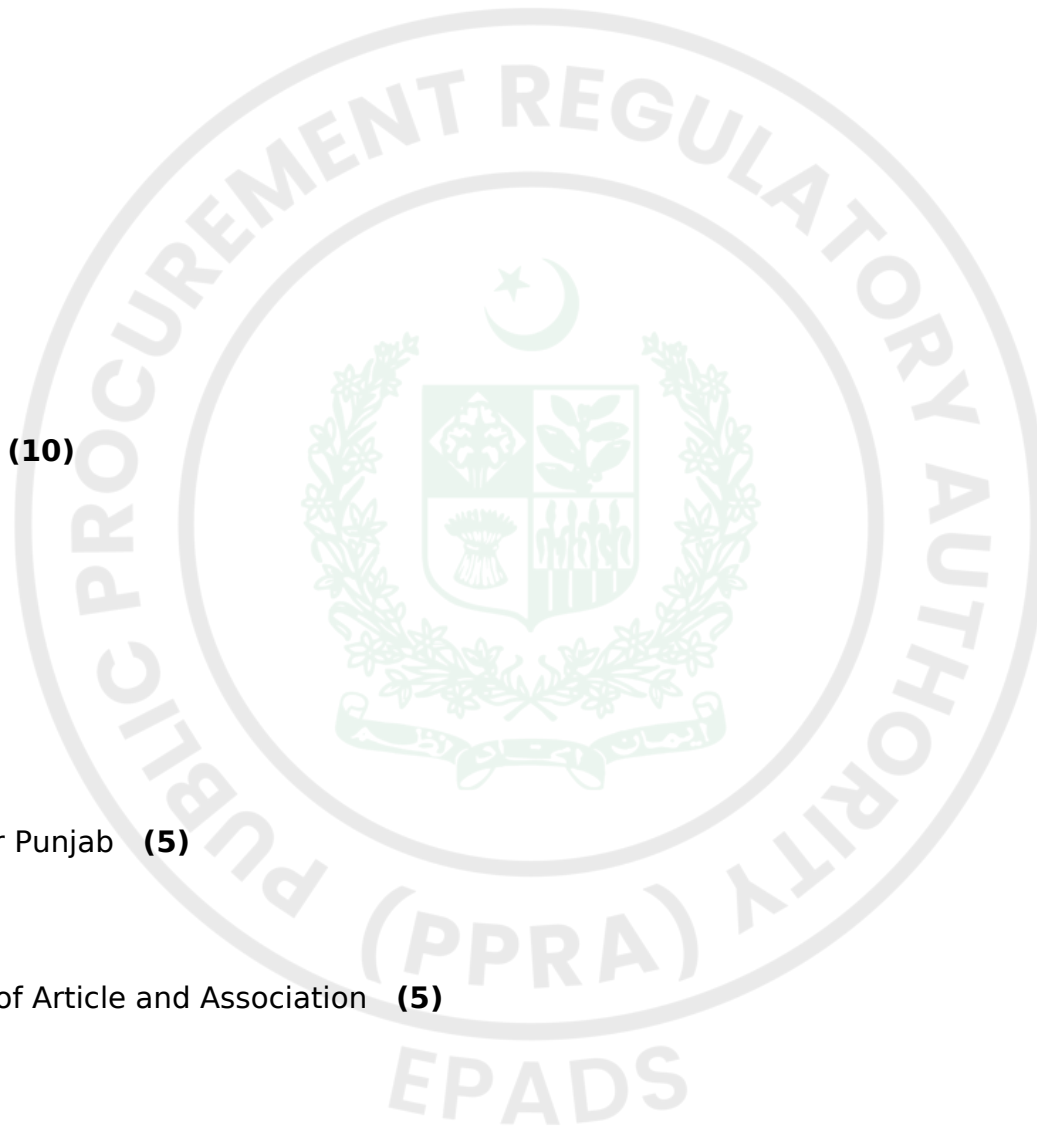 PUBLIC PROCUREMENT REGULATORY AUTHORITY
(10)
r Punjab (5)
(PPRA)
of Article and Association (5)
EPADS